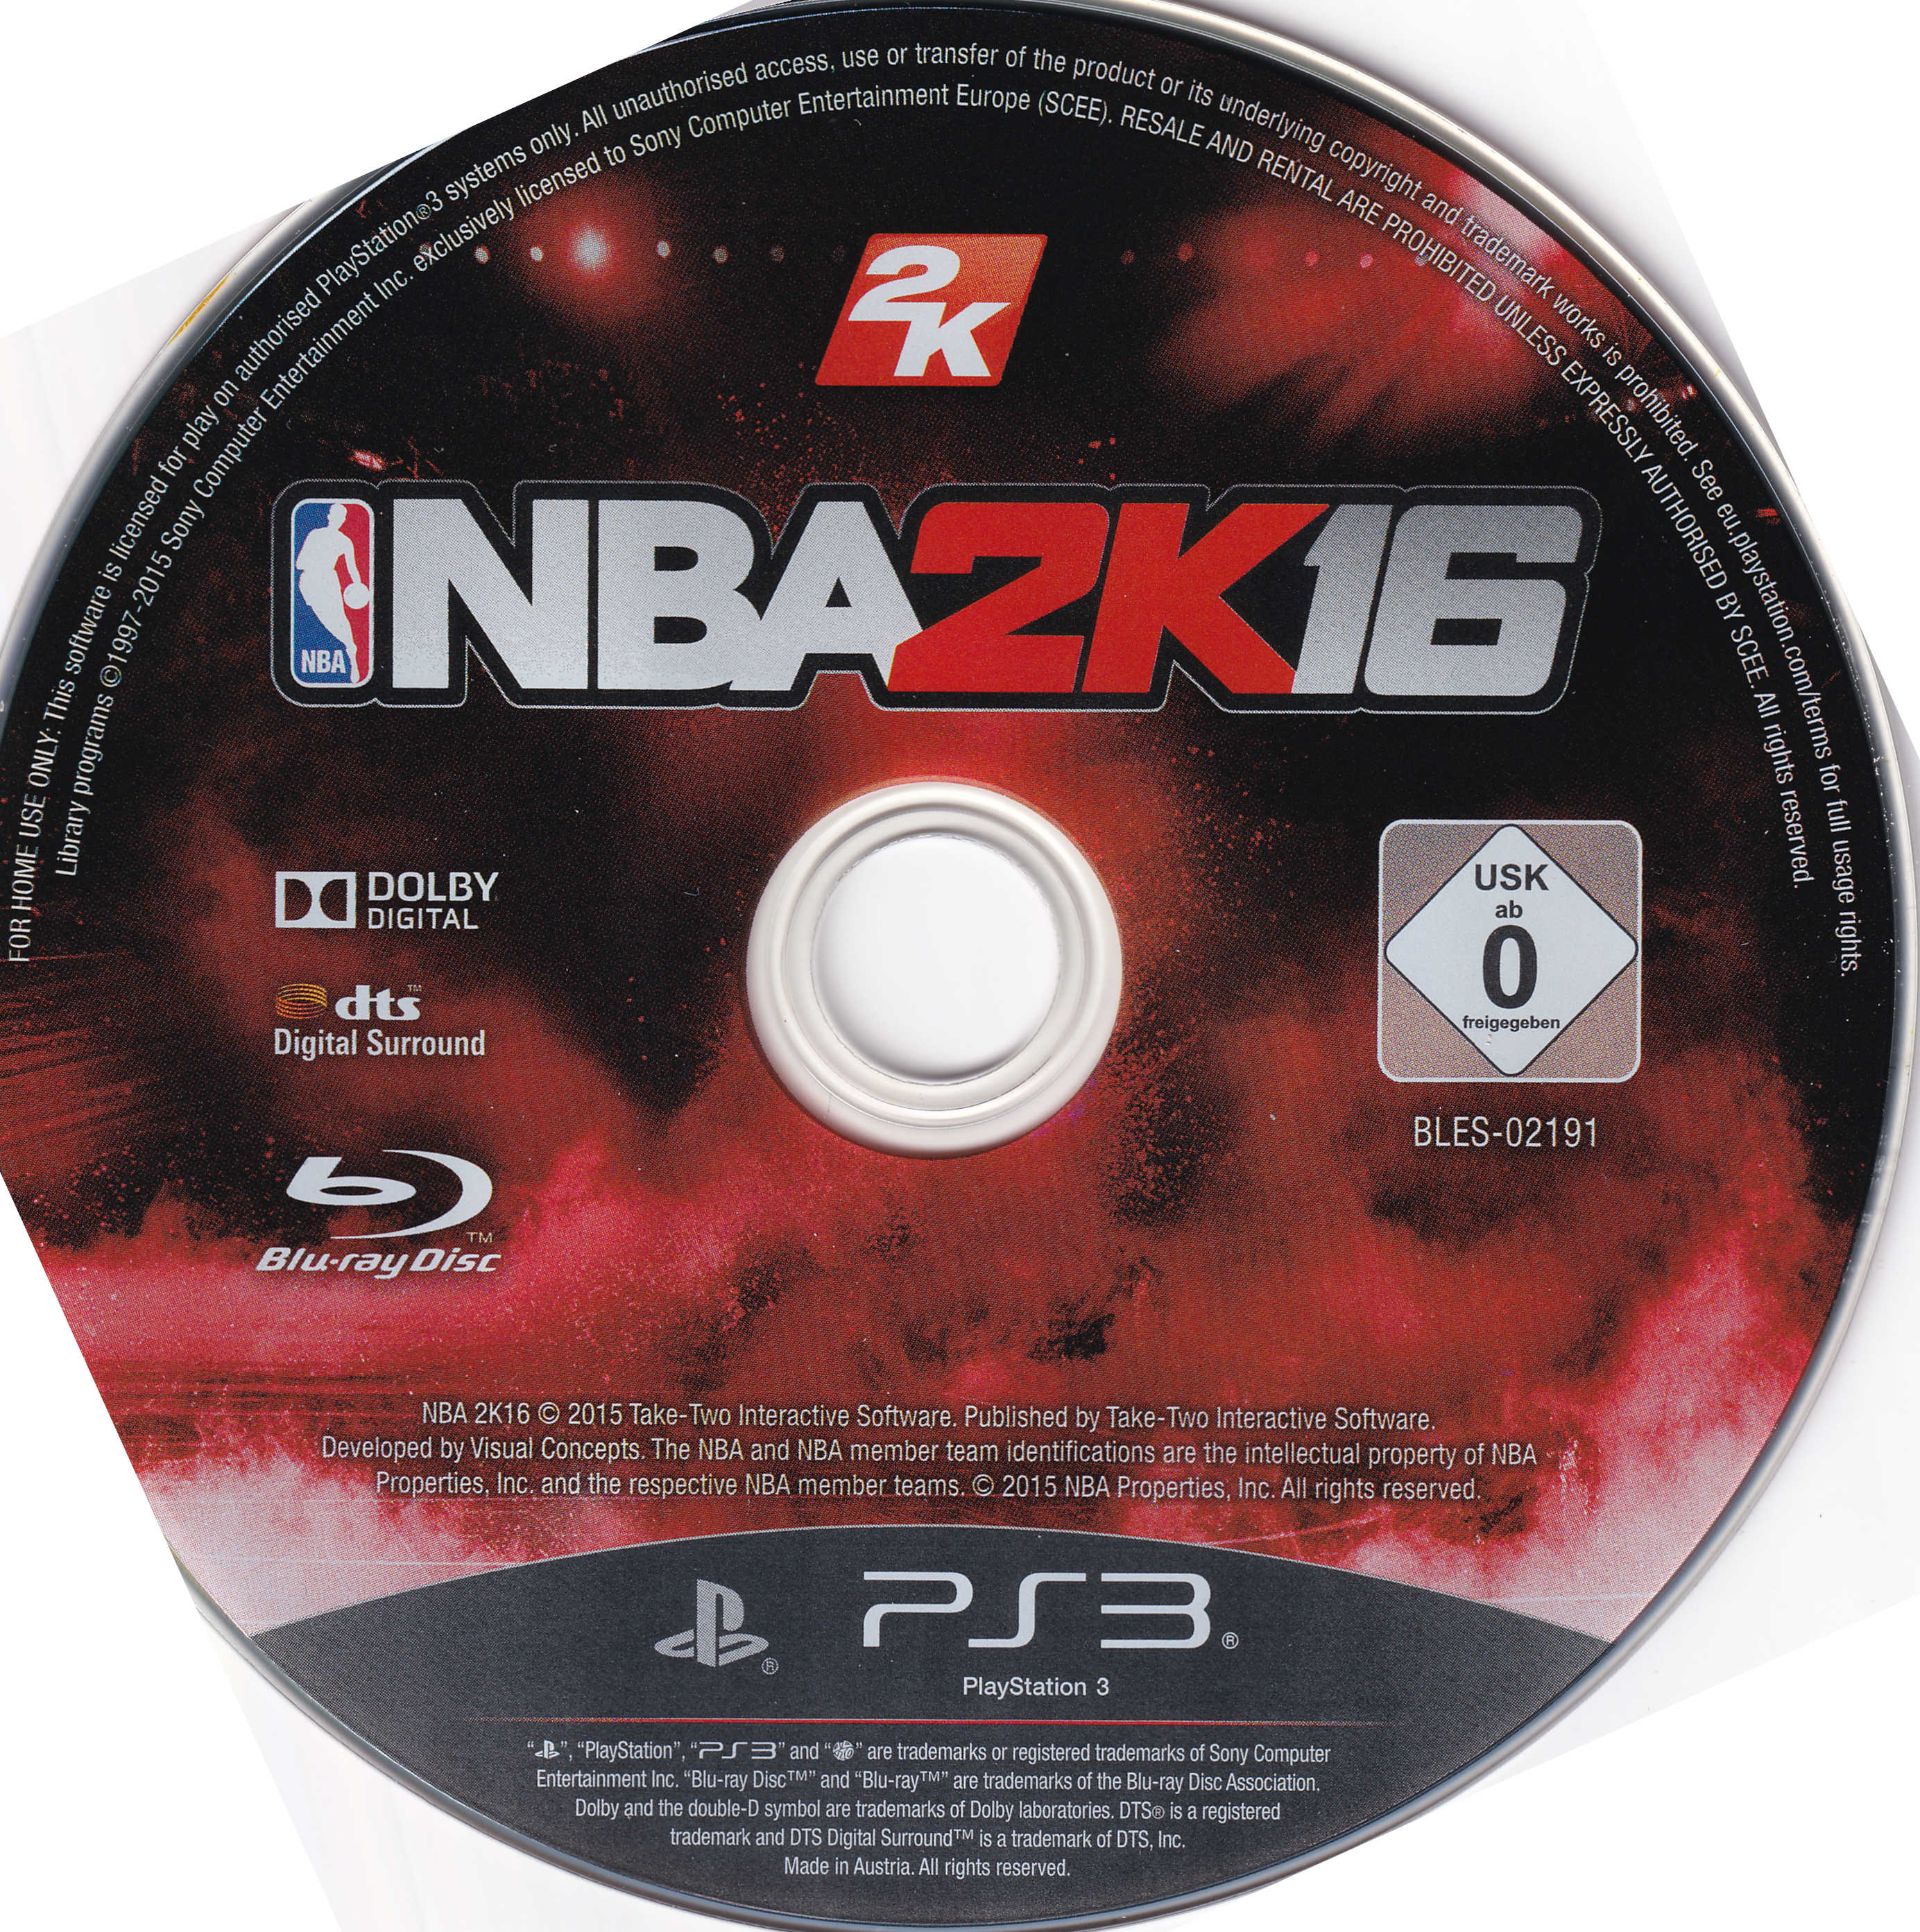 FOR HOME USE ONLY: This software is licensed for play on authorised PlayStation®3 systems only. All unauthorised access, use or transfer of the product or its underlying copyright and trademark works is prohibited. See eu.playstation.com/terms for full usage rights.
Library programs ©1997-2015 Sony Computer Entertainment Inc. exclusively licensed to Sony Computer Entertainment Europe (SCEE). RESALE AND RENTAL ARE PROHIBITED UNLESS EXPRESSLY AUTHORISED BY SCEE. All rights reserved.
2K
NBA2K16
NBA
DOLBY
DIGITAL
dts™
Digital Surround
Blu-ray Disc™
USK
ab
0
freigegeben
BLES-02191
NBA 2K16 © 2015 Take-Two Interactive Software. Published by Take-Two Interactive Software.
Developed by Visual Concepts. The NBA and NBA member team identifications are the intellectual property of NBA
Properties, Inc. and the respective NBA member teams. © 2015 NBA Properties, Inc. All rights reserved.
PS3®
®
PlayStation 3
“ ”, “PlayStation”, “PS3” and “ ” are trademarks or registered trademarks of Sony Computer
Entertainment Inc. “Blu-ray Disc™” and “Blu-ray™” are trademarks of the Blu-ray Disc Association.
Dolby and the double-D symbol are trademarks of Dolby laboratories. DTS® is a registered
trademark and DTS Digital Surround™ is a trademark of DTS, Inc.
Made in Austria. All rights reserved.